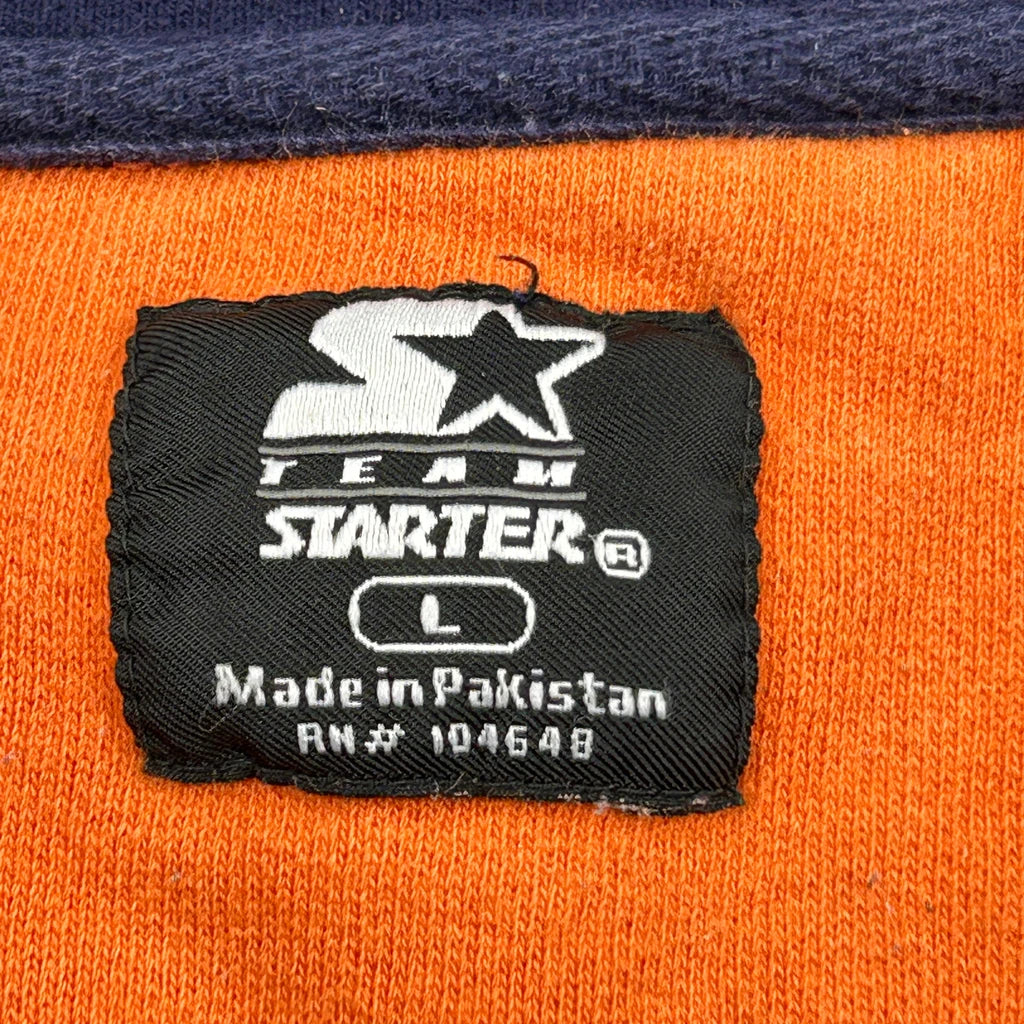 TEAM
STARTER®
L
Made in Pakistan
RN# 104648